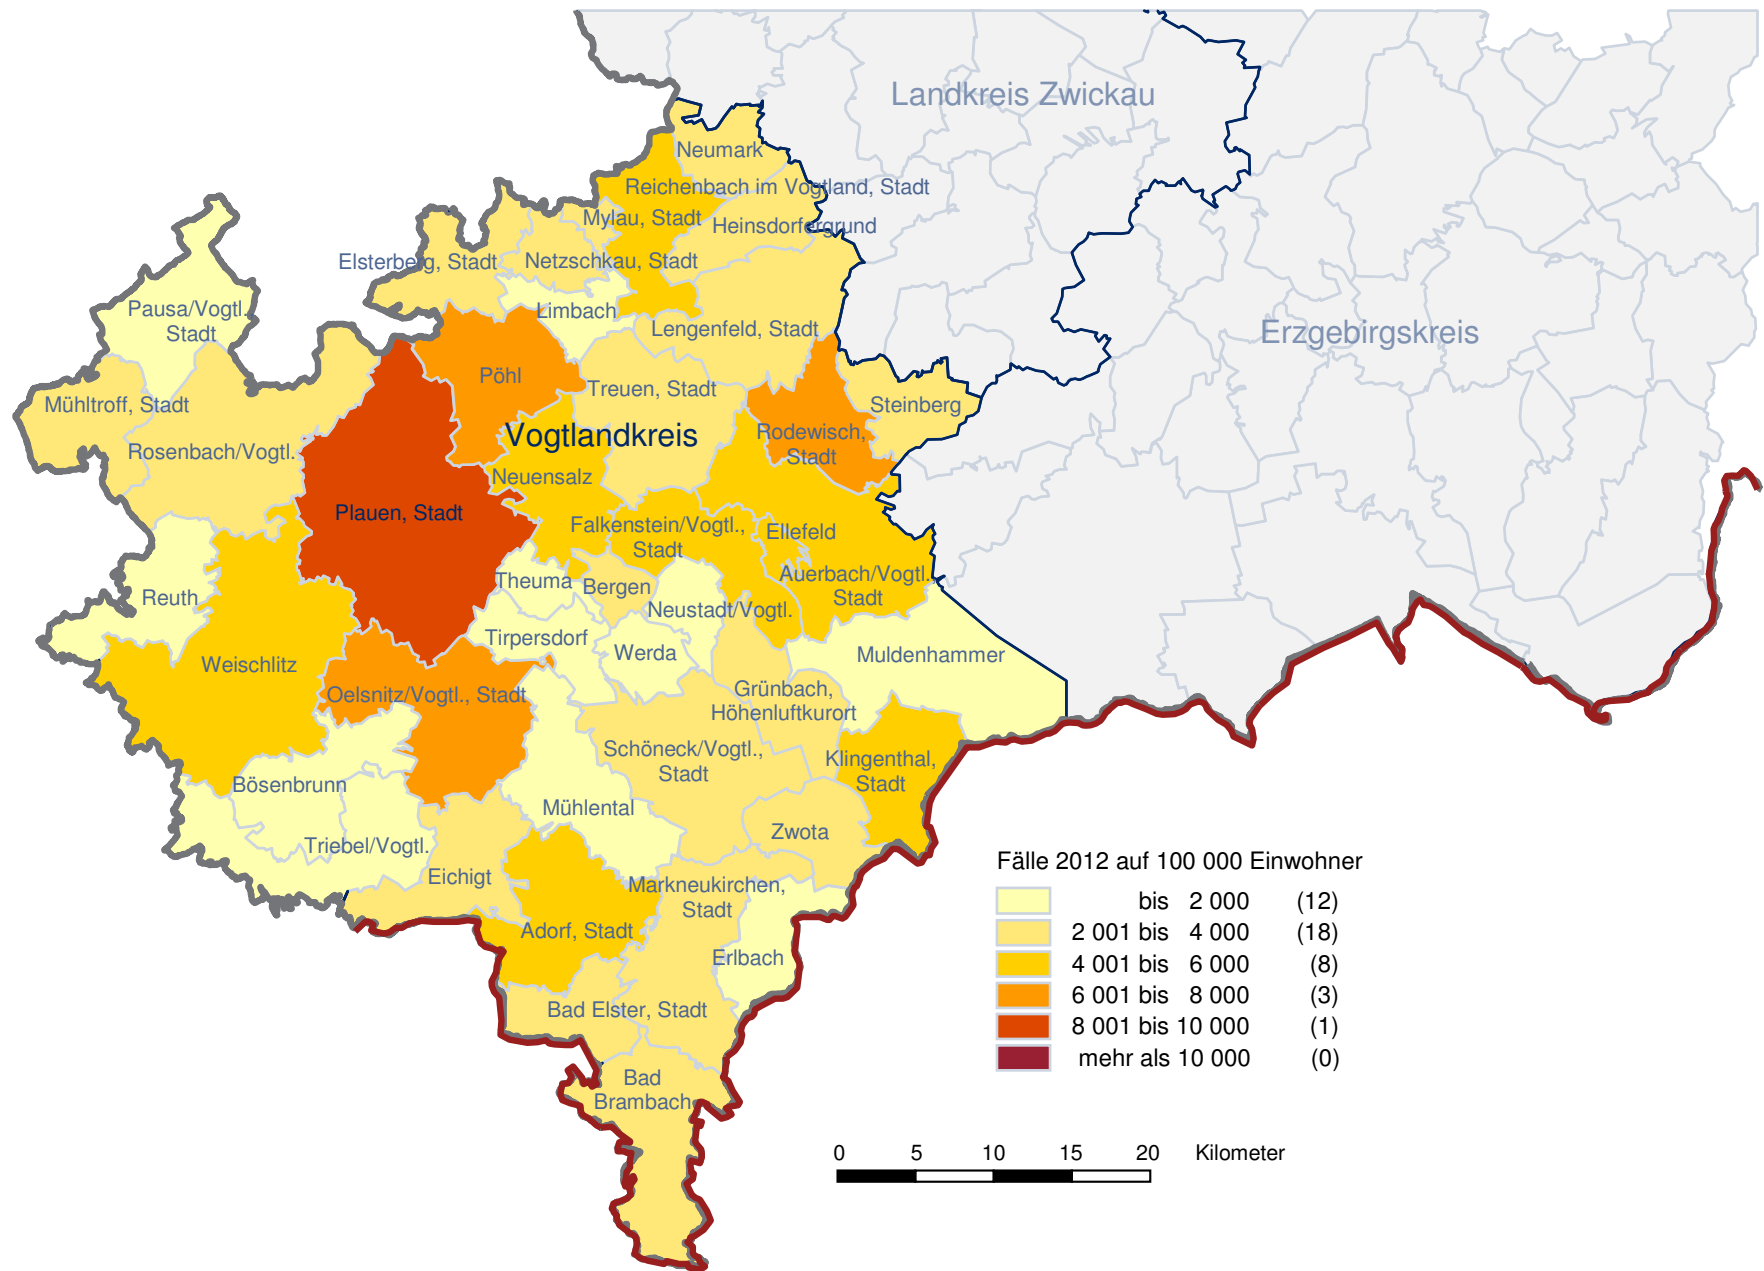 Landkreis Zwickau
Neumark
Reichenbach im Vogtland, Stadt
Mylau, Stadt
Heinsdorfergrund
Elsterberg, Stadt
Netzschkau, Stadt
Pausa/Vogtl.
Stadt
Limbach
Lengenfeld, Stadt
Erzgebirgskreis
Pöhl
Treuen, Stadt
Mühltroff, Stadt
Steinberg
Rosenbach/Vogtl.
Vogtlandkreis
Rodewisch,
Stadt
Neuensalz
Plauen, Stadt
Falkenstein/Vogtl.,
Stadt
Ellefeld
Auerbach/Vogtl.,
Stadt
Theuma
Bergen
Reuth
Neustadt/Vogtl.
Tirpersdorf
Werda
Muldenhammer
Weischlitz
Oelsnitz/Vogtl., Stadt
Grünbach,
Höhenluftkurort
Schöneck/Vogtl.,
Stadt
Klingenthal,
Stadt
Bösenbrunn
Mühlental
Triebel/Vogtl.
Zwota
Eichigt
Markneukirchen,
Stadt
Adorf, Stadt
Erlbach
Bad Elster, Stadt
Bad
Brambach
Fälle 2012 auf 100 000 Einwohner
bis 2 000 (12)
2 001 bis 4 000 (18)
4 001 bis 6 000 (8)
6 001 bis 8 000 (3)
8 001 bis 10 000 (1)
mehr als 10 000 (0)
0 5 10 15 20 Kilometer